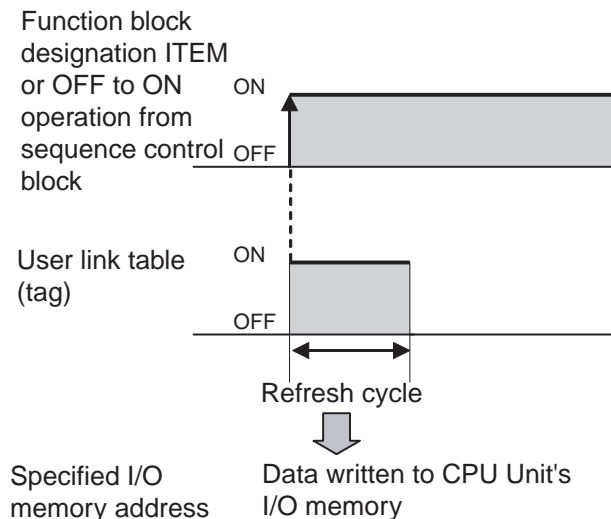 Function block
designation ITEM
or OFF to ON
operation from
sequence control
block
ON
OFF
User link table
(tag)
ON
OFF
Refresh cycle
Specified I/O
memory address
Data written to CPU Unit's
I/O memory